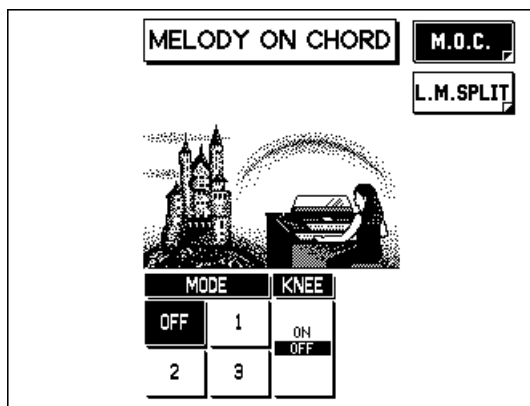 MELODY ON CHORD
M.O.C.
L.M.SPLIT
MODE
KNEE
OFF
1
ON
OFF
2
3